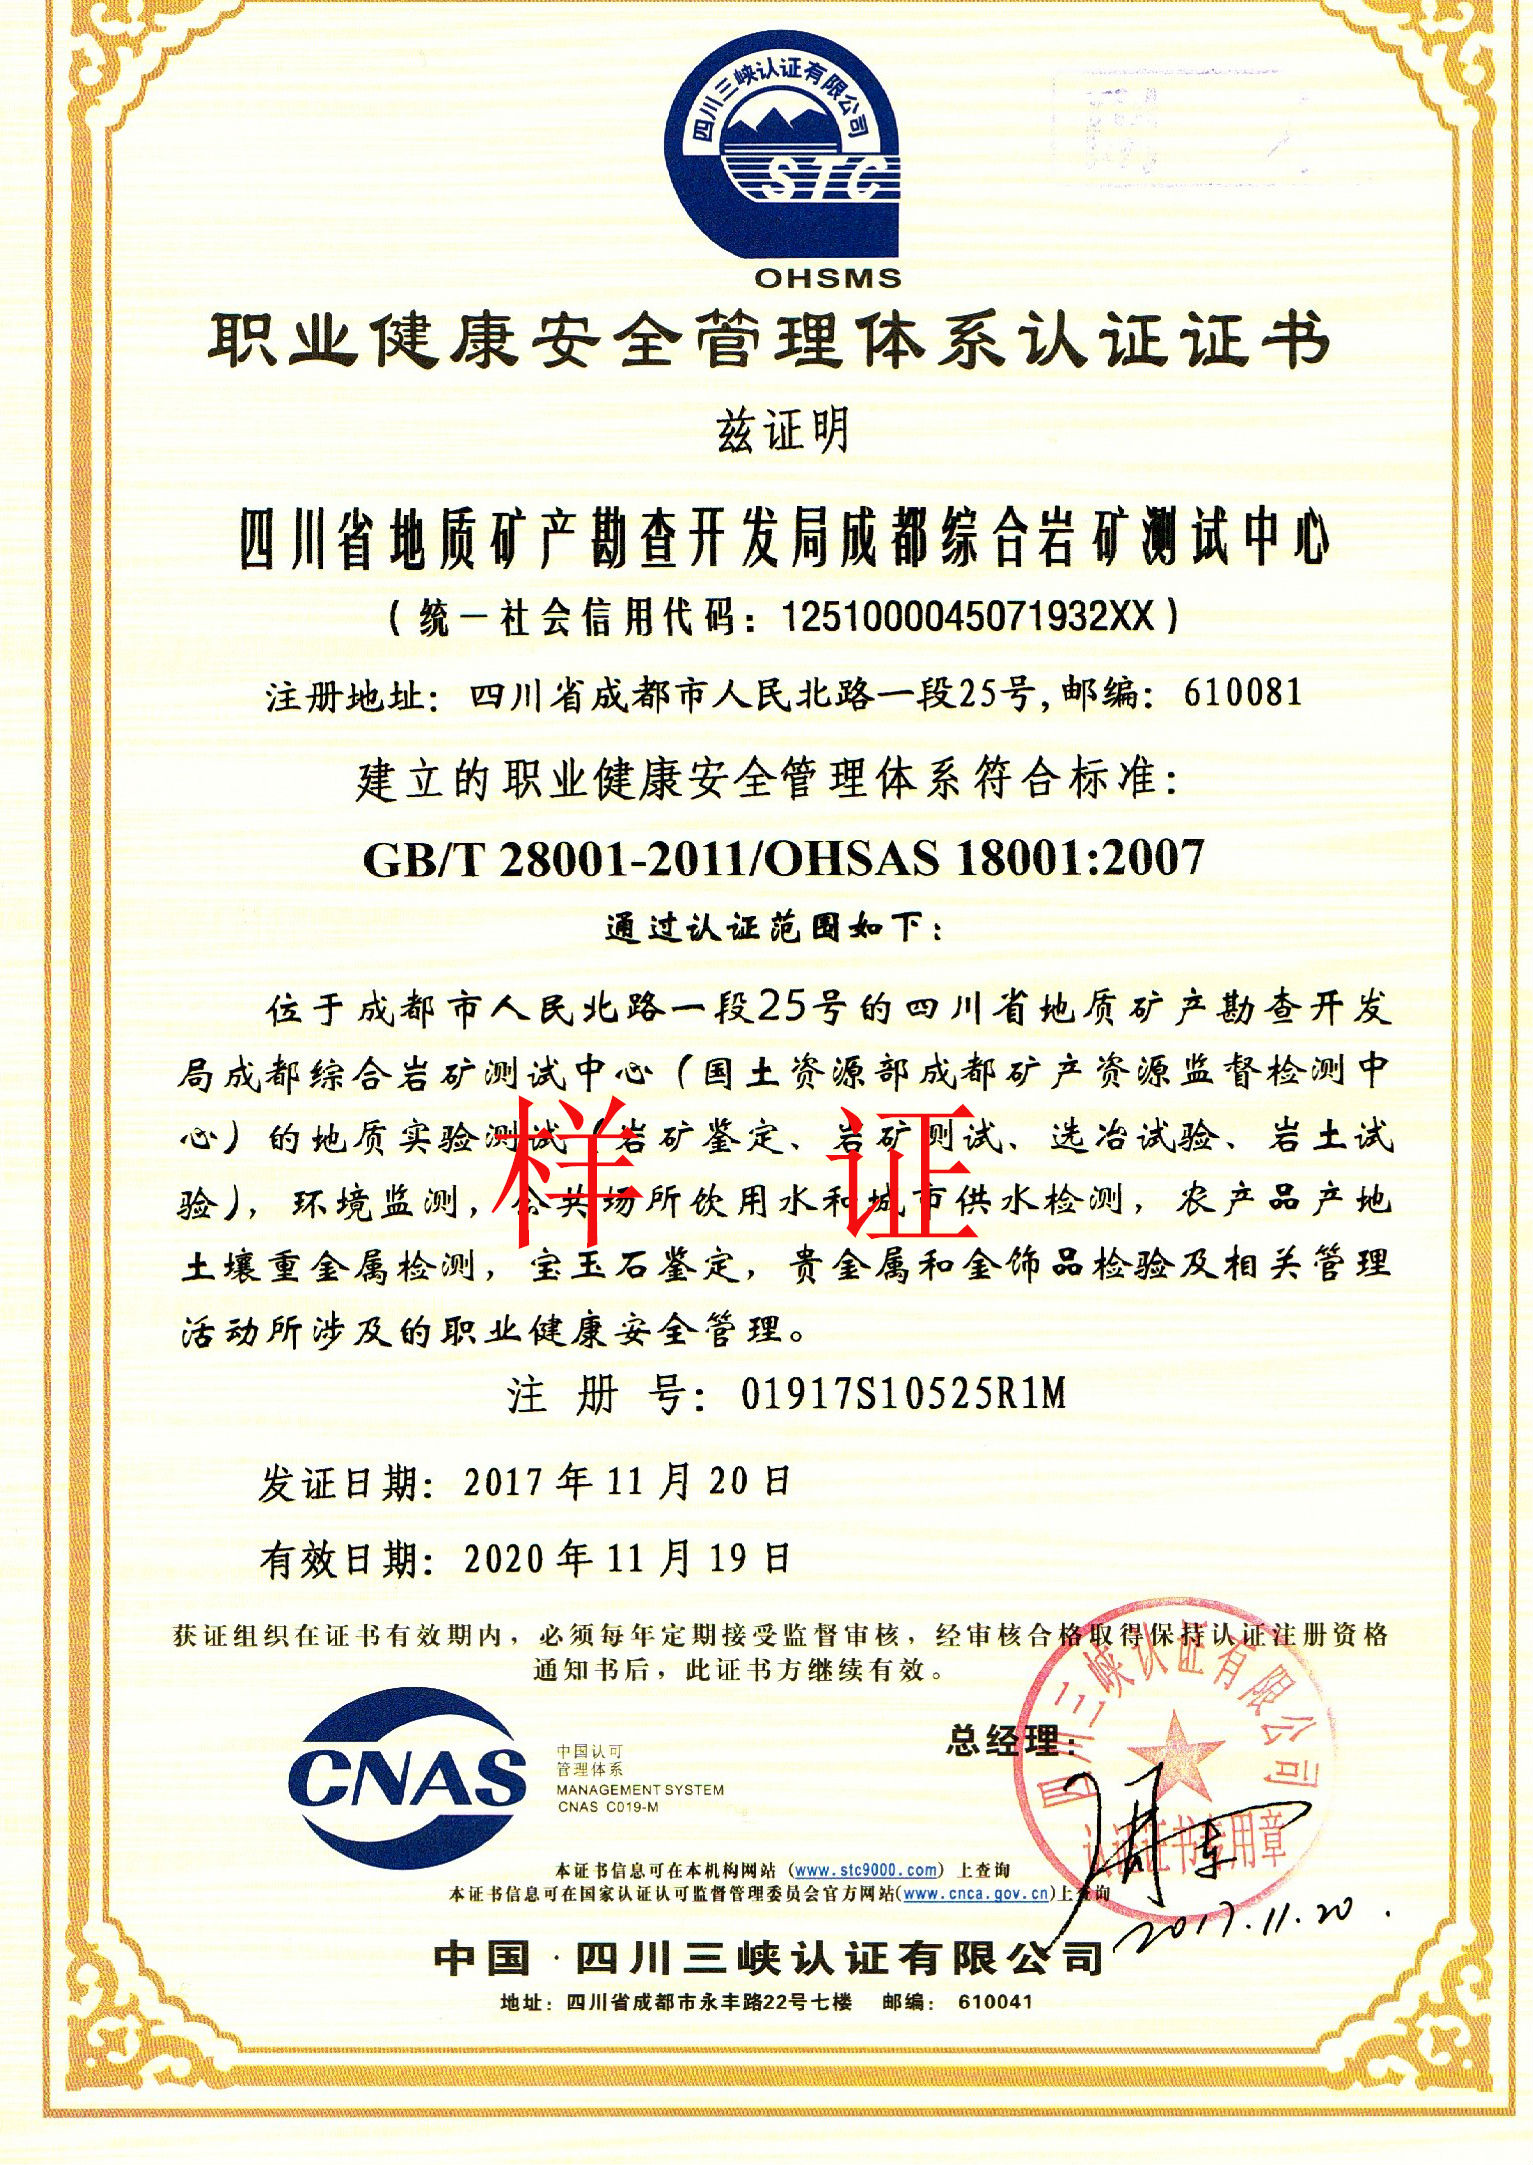 四川三峡认证有限公司
STC
OHSMS
职业健康安全管理体系认证证书
兹证明
四川省地质矿产勘查开发局成都综合岩矿测试中心
(统一社会信用代码：1251000045071932XX)
注册地址：四川省成都市人民北路一段25号,邮编：610081
建立的职业健康安全管理体系符合标准：
GB/T 28001-2011/OHSAS 18001:2007
通过认证范围如下：
位于成都市人民北路一段25号的四川省地质矿产勘查开发
局成都综合岩矿测试中心（国土资源部成都矿产资源监督检测中
心）的地质实验测试（岩矿鉴定、岩矿测试、选冶试验、岩土试
验），环境监测，公共场所饮用水和城市供水检测，农产品产地
土壤重金属检测，宝玉石鉴定，贵金属和金饰品检验及相关管理
活动所涉及的职业健康安全管理。
样 证
注 册 号：01917S10525R1M
发证日期：2017年11月20日
有效日期：2020年11月19日
获证组织在证书有效期内，必须每年定期接受监督审核，经审核合格取得保持认证注册资格
通知书后，此证书方继续有效。
CNAS
中国认可
管理体系
MANAGEMENT SYSTEM
CNAS C019-M
总经理：
四川三峡认证有限公司
认证证书专用章
2017.11.20.
本证书信息可在本机构网站（www.stc9000.com）上查询
本证书信息可在国家认证认可监督管理委员会官方网站(www.cnca.gov.cn)上查询
中国·四川三峡认证有限公司
地址：四川省成都市永丰路22号七楼 邮编：610041